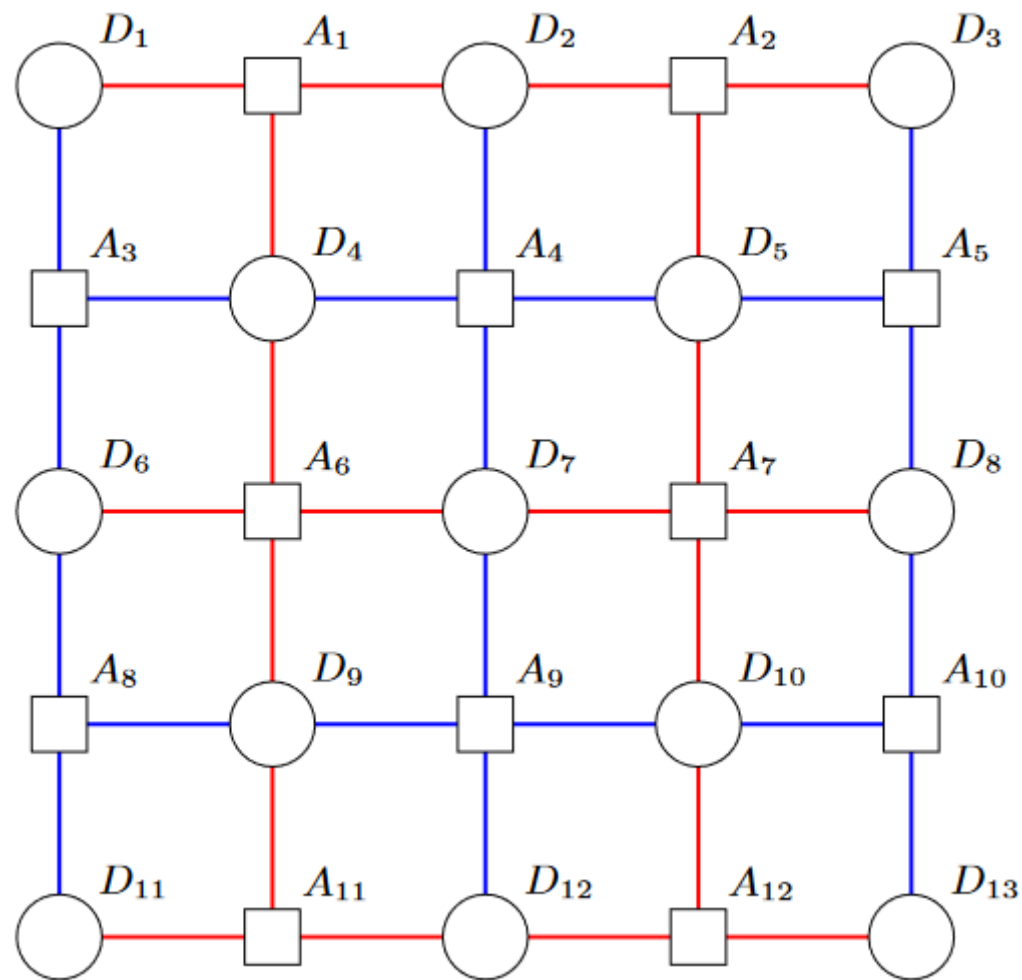 D₁ A₁ D₂ A₂ D₃
A₃ D₄ A₄ D₅ A₅
D₆ A₆ D₇ A₇ D₈
A₈ D₉ A₉ D₁₀ A₁₀
D₁₁ A₁₁ D₁₂ A₁₂ D₁₃